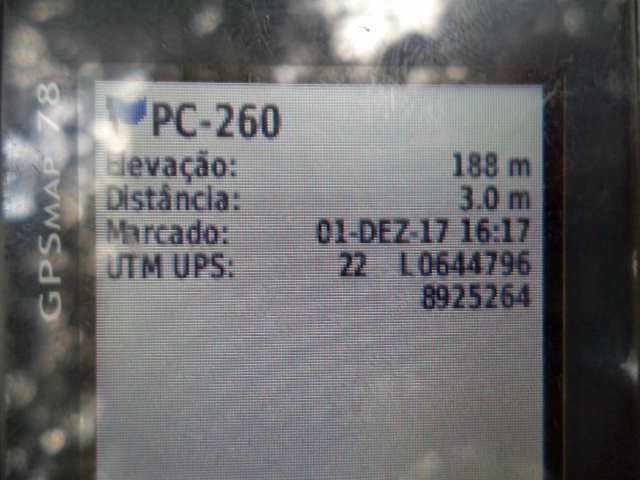 GPSMAP 78
PC-260
Elevação: 188 m
Distância: 3.0 m
Marcado: 01-DEZ-17 16:17
UTM UPS: 22 L 0644796
8925264